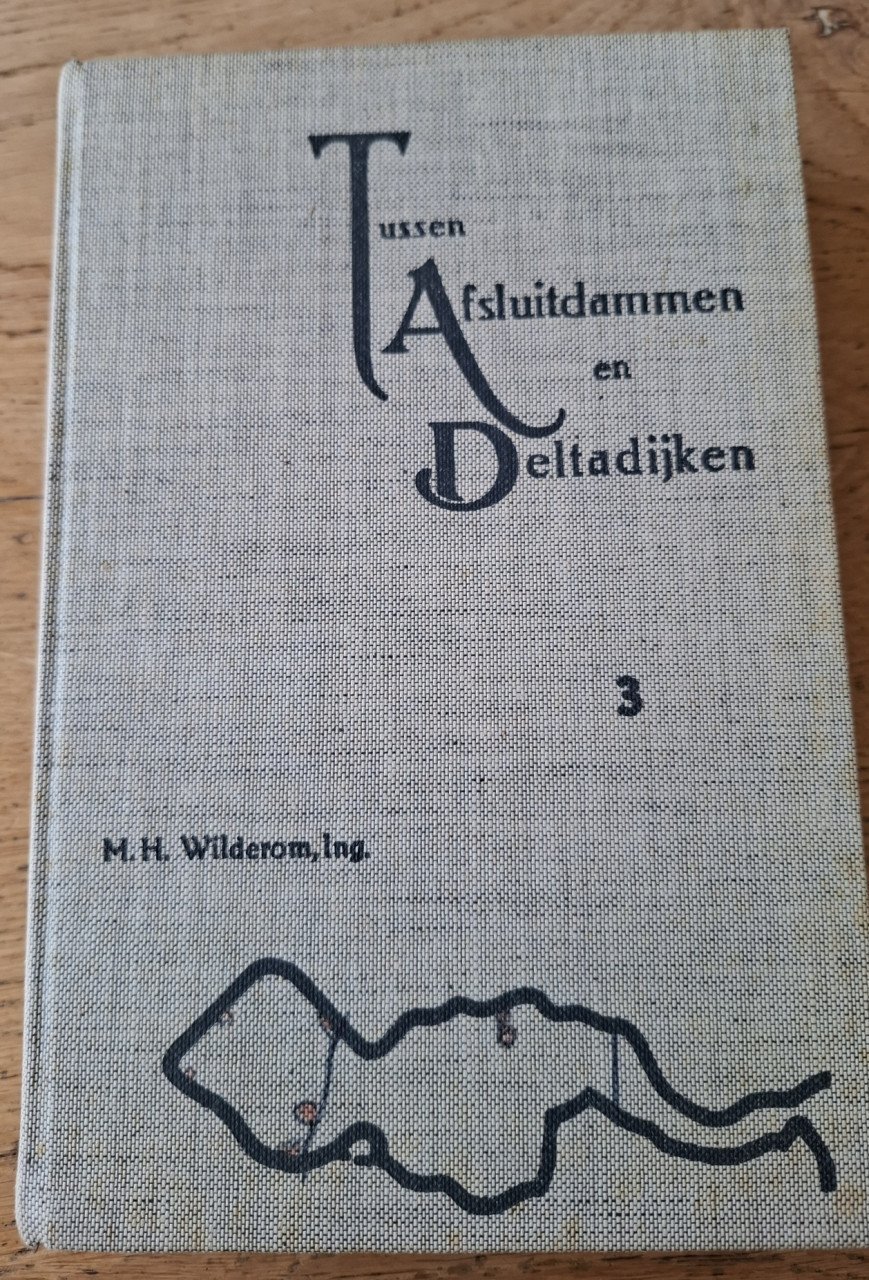 Tussen
Afsluitdammen
en
Deltadijken
3
M. H. Wilderom, Ing.